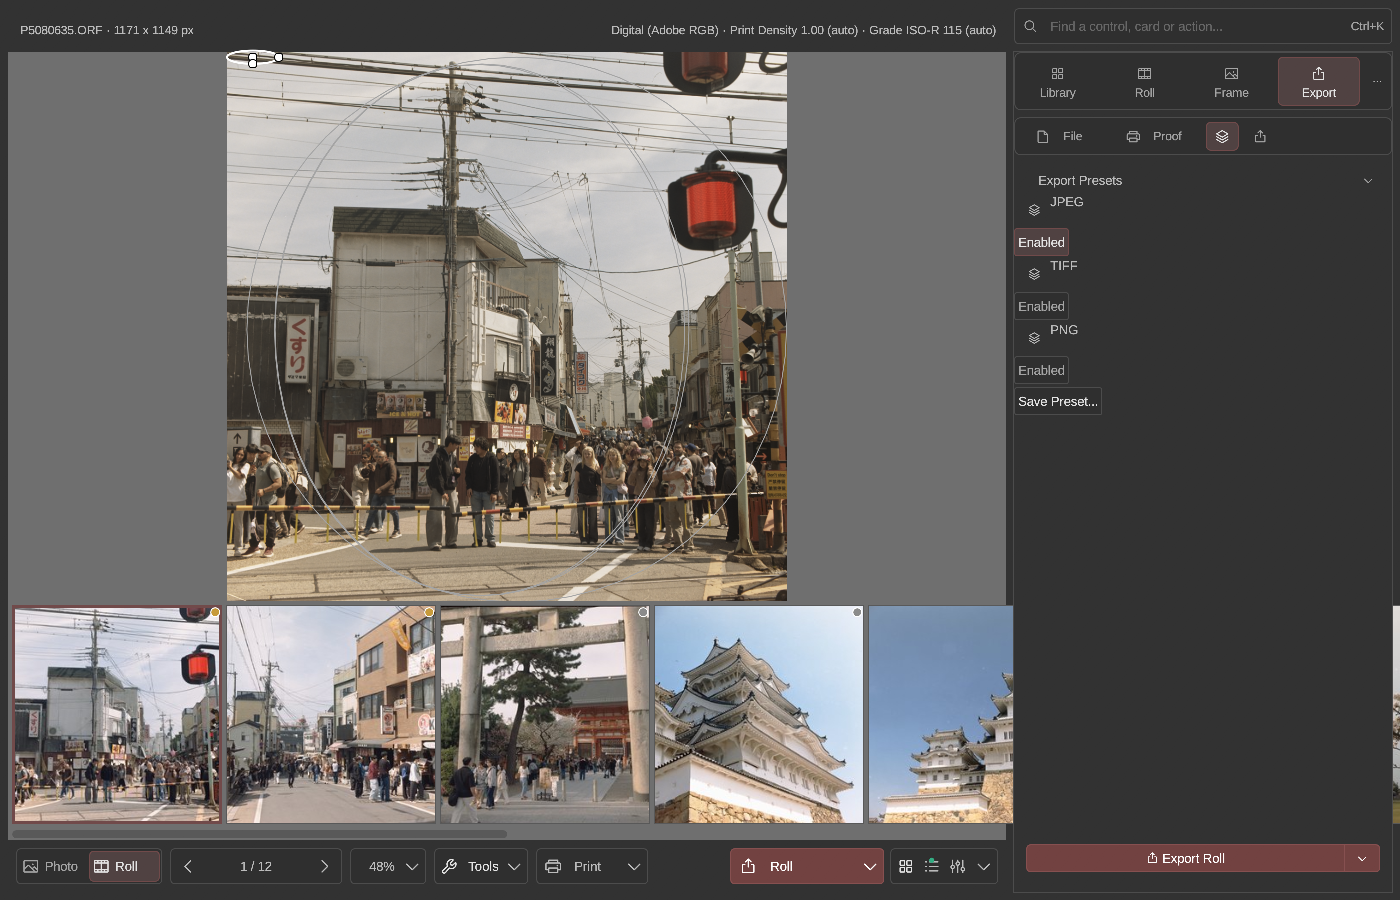 P5080635.ORF · 1171 x 1149 px
Digital (Adobe RGB) · Print Density 1.00 (auto) · Grade ISO-R 115 (auto)
Find a control, card or action...
Ctrl+K
Library
Roll
Frame
Export
...
File
Proof
Export Presets
JPEG
Enabled
TIFF
Enabled
PNG
Enabled
Save Preset...
くすり
Photo
Roll
1 / 12
48%
Tools
Print
Roll
Export Roll